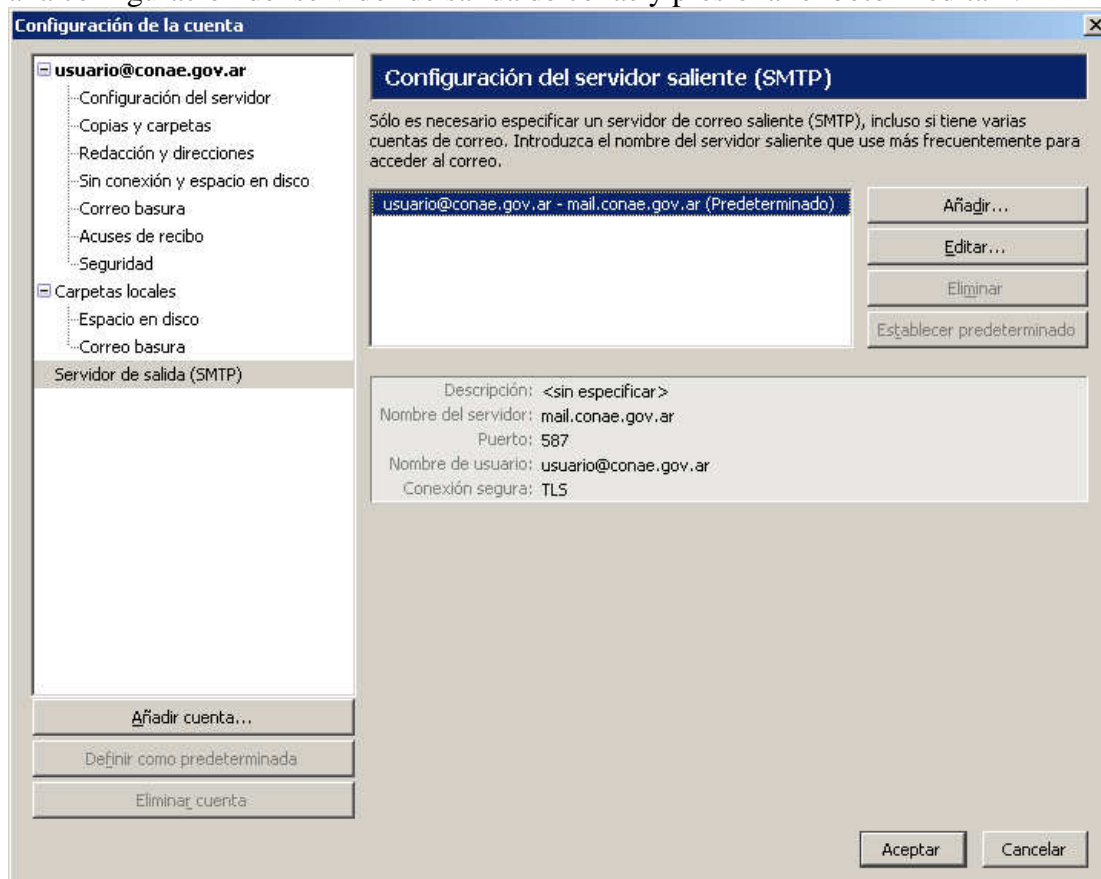 Configuración de la cuenta
usuario@conae.gov.ar
Configuración del servidor
Copias y carpetas
Redacción y direcciones
Sin conexión y espacio en disco
Correo basura
Acuses de recibo
Seguridad
Carpetas locales
Espacio en disco
Correo basura
Servidor de salida (SMTP)
Añadir cuenta...
Definir como predeterminada
Eliminar cuenta
Configuración del servidor saliente (SMTP)
Sólo es necesario especificar un servidor de correo saliente (SMTP), incluso si tiene varias
cuentas de correo. Introduzca el nombre del servidor saliente que use más frecuentemente para
acceder al correo.
usuario@conae.gov.ar - mail.conae.gov.ar (Predeterminado)
Añadir...
Editar...
Eliminar
Establecer predeterminado
Descripción: <sin especificar>
Nombre del servidor: mail.conae.gov.ar
Puerto: 587
Nombre de usuario: usuario@conae.gov.ar
Conexión segura: TLS
Aceptar
Cancelar